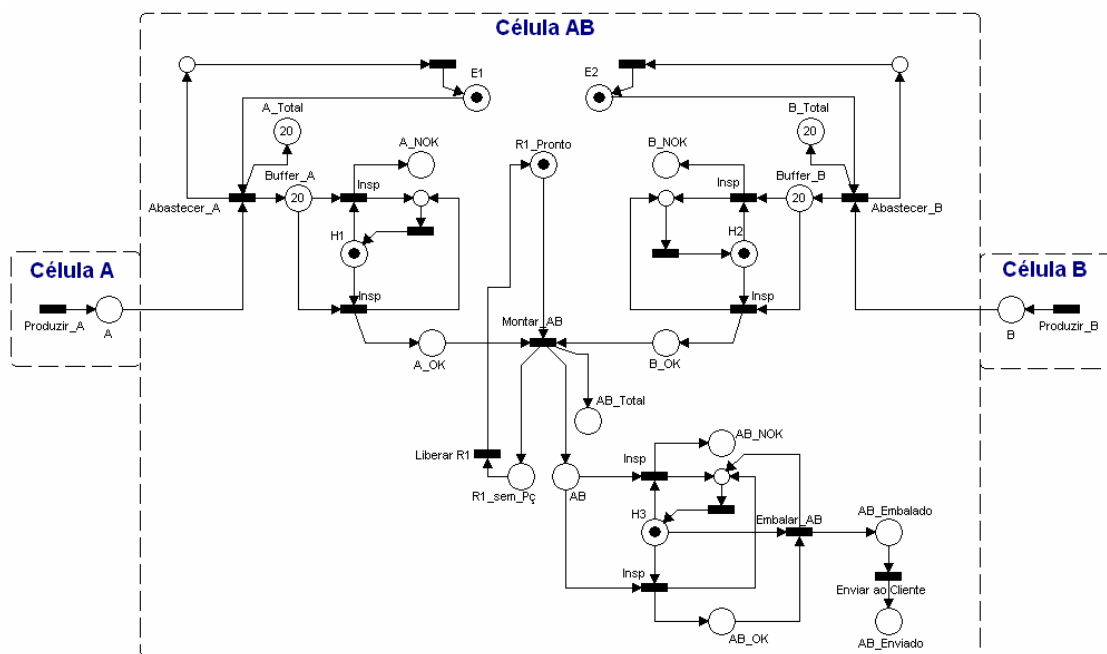 Célula AB
E1
E2
A_Total
B_Total
20
20
A_NOK
R1_Pronto
B_NOK
Buffer_A
Insp
Insp
Buffer_B
20
20
Abastecer_A
Abastecer_B
H1
H2
Célula A
Célula B
Insp
Insp
Produzir_A
A
Montar_AB
B
Produzir_B
A_OK
B_OK
AB_Total
AB_NOK
Liberar R1
Insp
R1_sem_Pç
AB
H3
Embalar_AB
AB_Embalado
Insp
Enviar ao Cliente
AB_OK
AB_Enviado